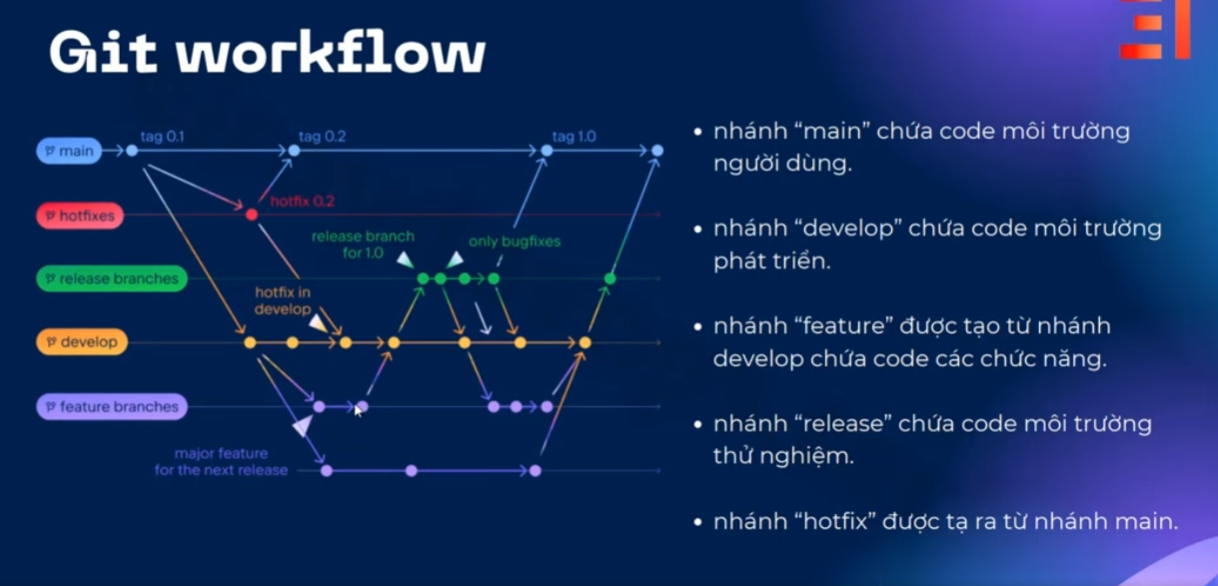 Git workflow
tag 0.1
tag 0.2
tag 1.0
main
hotfixes
hotfix 0.2
release branch
for 1.0
only bugfixes
release branches
hotfix in
develop
develop
feature branches
major feature
for the next release
• nhánh “main” chứa code môi trường
người dùng.
• nhánh “develop” chứa code môi trường
phát triển.
• nhánh “feature” được tạo từ nhánh
develop chứa code các chức năng.
• nhánh “release” chứa code môi trường
thử nghiệm.
• nhánh “hotfix” được tạ ra từ nhánh main.